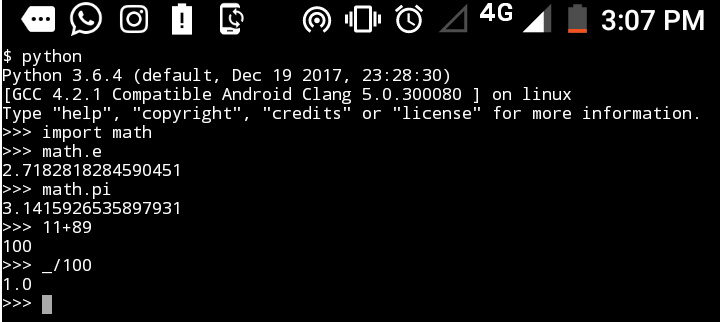 4G 3:07 PM
$ python
Python 3.6.4 (default, Dec 19 2017, 23:28:30)
[GCC 4.2.1 Compatible Android Clang 5.0.300080 ] on linux
Type "help", "copyright", "credits" or "license" for more information.
>>> import math
>>> math.e
2.7182818284590451
>>> math.pi
3.1415926535897931
>>> 11+89
100
>>> _/100
1.0
>>>